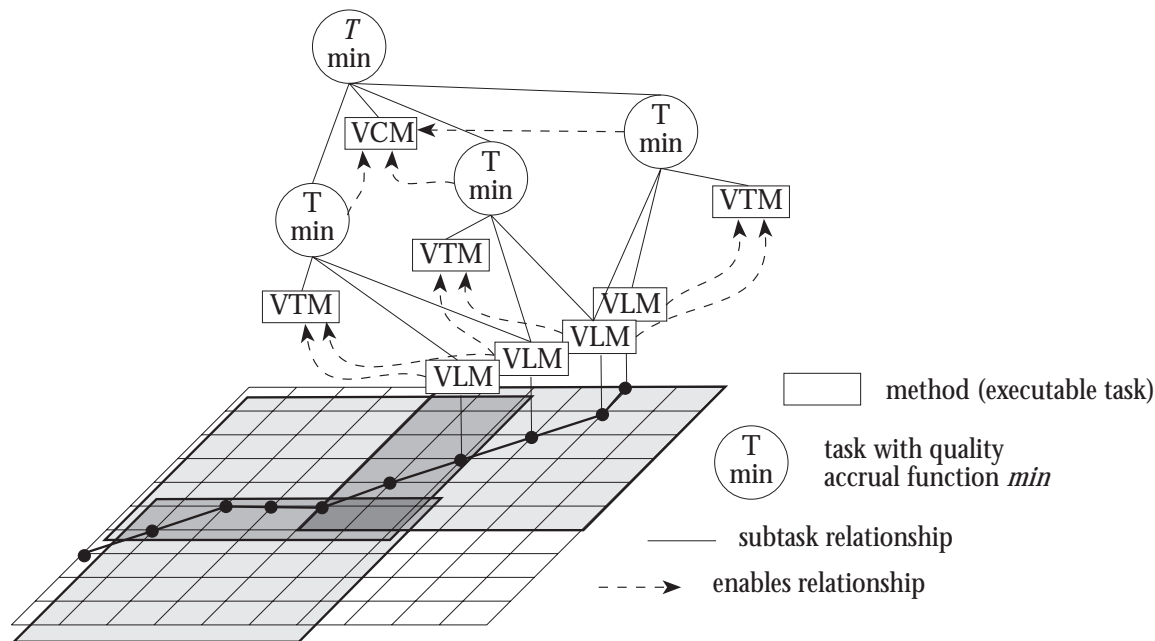 T
min
T
min
VCM
T
min
VTM
T
min
VTM
VTM
VLM
VLM
VLM
VLM
method (executable task)
T
min
task with quality
accrual function min
subtask relationship
enables relationship